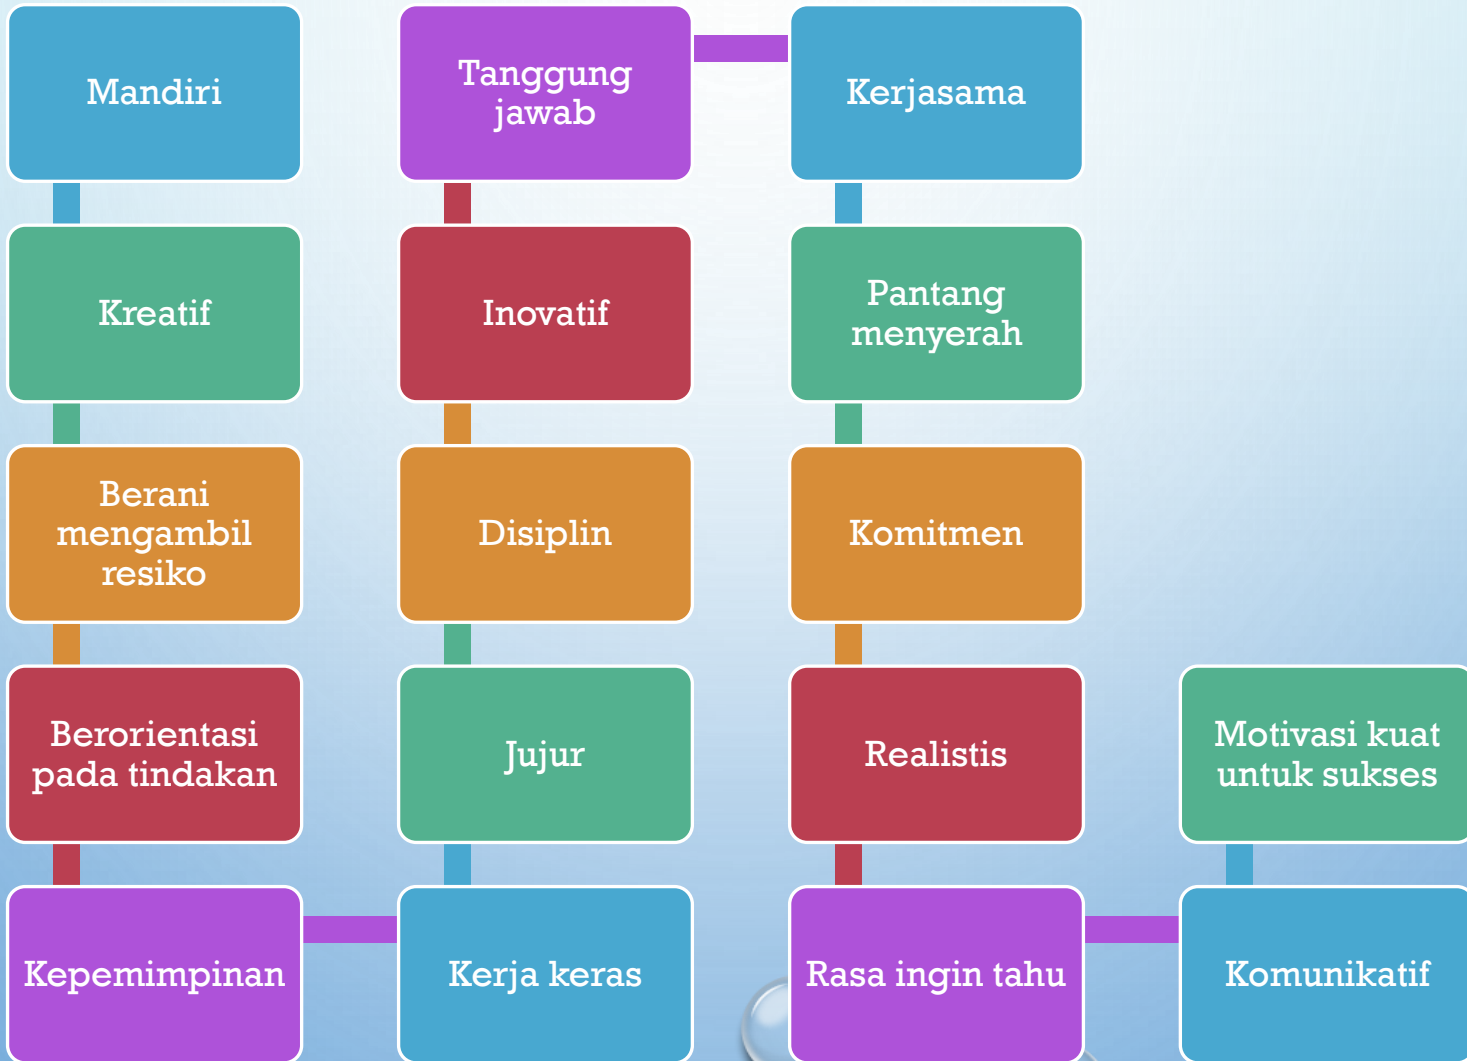 Mandiri
Kreatif
Berani
mengambil
resiko
Berorientasi
pada tindakan
Kepemimpinan
Kerja keras
Jujur
Disiplin
Inovatif
Tanggung
jawab
Kerjasama
Pantang
menyerah
Komitmen
Realistis
Rasa ingin tahu
Komunikatif
Motivasi kuat
untuk sukses